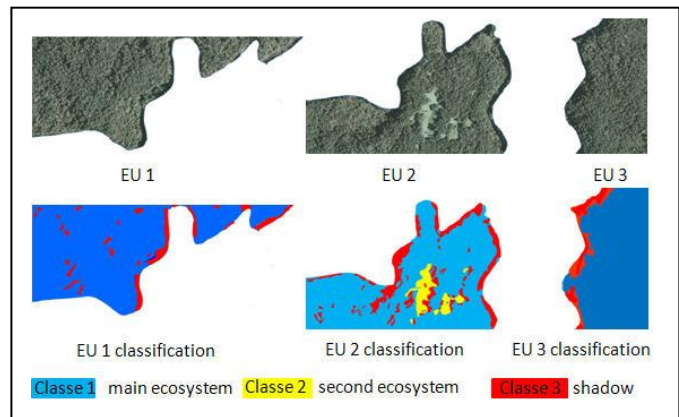 EU 1
EU 2
EU 3
EU 1 classification
EU 2 classification
EU 3 classification
Classe 1 main ecosystem
Classe 2 second ecosystem
Classe 3 shadow